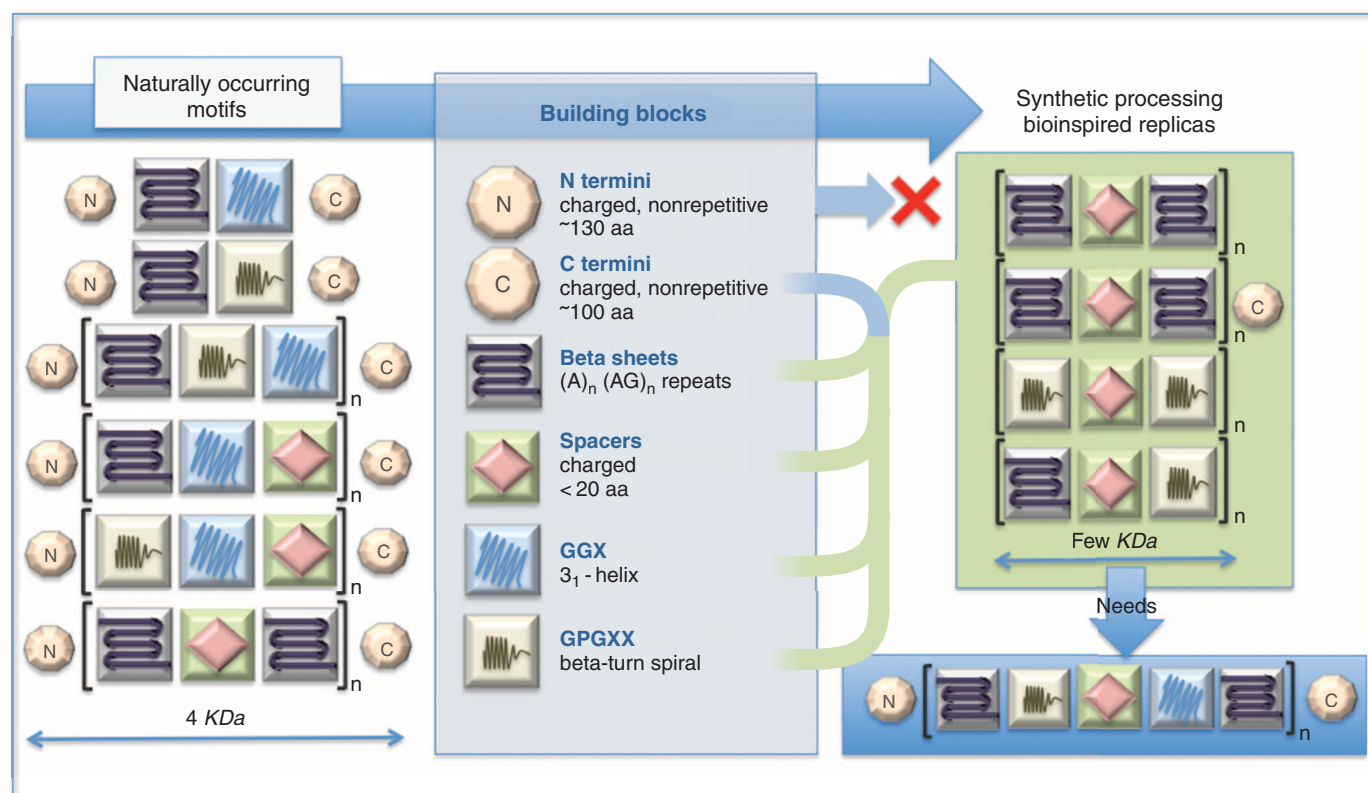 Naturally occurring
motifs
N
C
N
C
N
C
n
N
C
n
N
C
n
N
C
n
4 KDa
Building blocks
N
N termini
charged, nonrepetitive
~130 aa
C
C termini
charged, nonrepetitive
~100 aa
Beta sheets
(A)n (AG)n repeats
Spacers
charged
< 20 aa
GGX
31 - helix
GPGXX
beta-turn spiral
Synthetic processing
bioinspired replicas
n
C
n
n
n
Few KDa
Needs
N
C
n